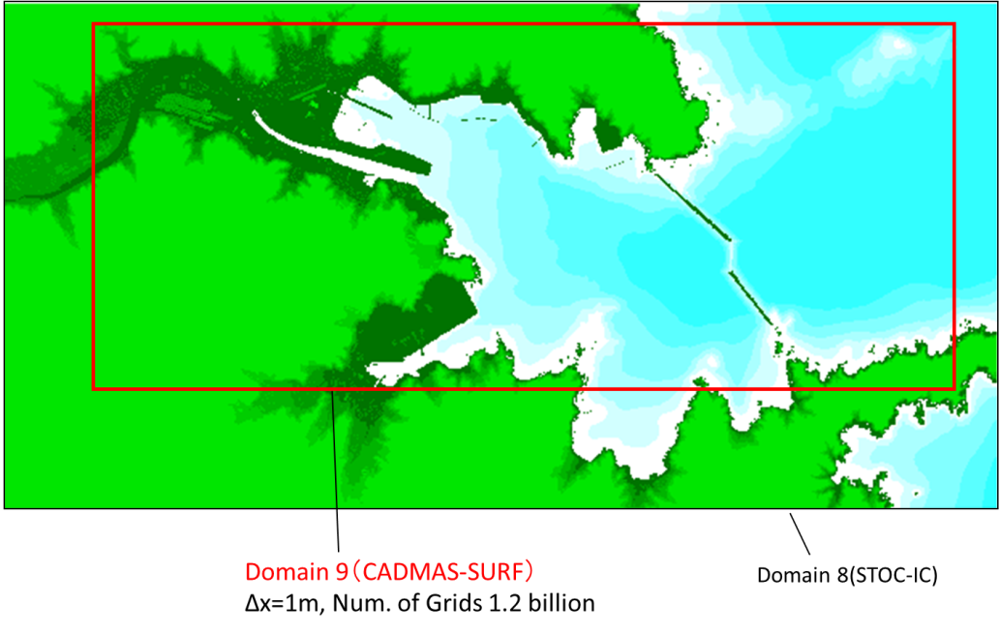 Domain 9（CADMAS-SURF）
Δx=1m, Num. of Grids 1.2 billion
Domain 8(STOC-IC)